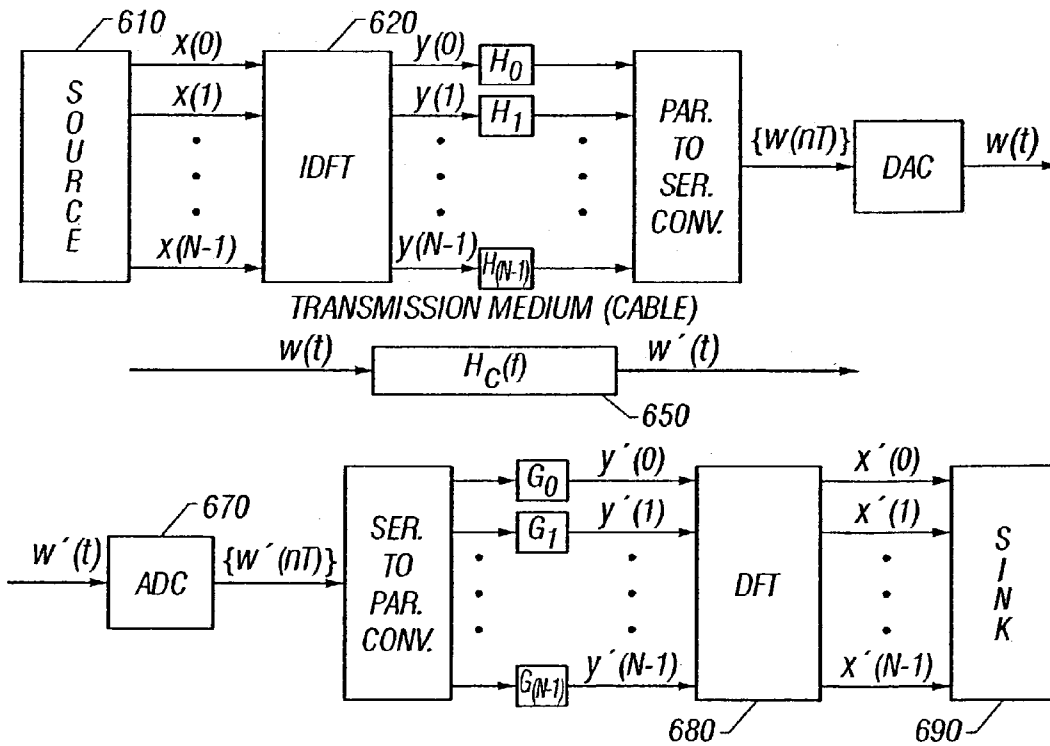 610
620
SOURCE
x(0)
x(1)
x(N-1)
IDFT
y(0)
y(1)
y(N-1)
H0
H1
H(N-1)
PAR.
TO
SER.
CONV.
{w(nT)}
DAC
w(t)
TRANSMISSION MEDIUM (CABLE)
w(t)
HC(f)
w´(t)
650
670
w´(t)
ADC
{w´(nT)}
SER.
TO
PAR.
CONV.
G0
G1
G(N-1)
y´(0)
y´(1)
y´(N-1)
DFT
x´(0)
x´(1)
x´(N-1)
SINK
680
690